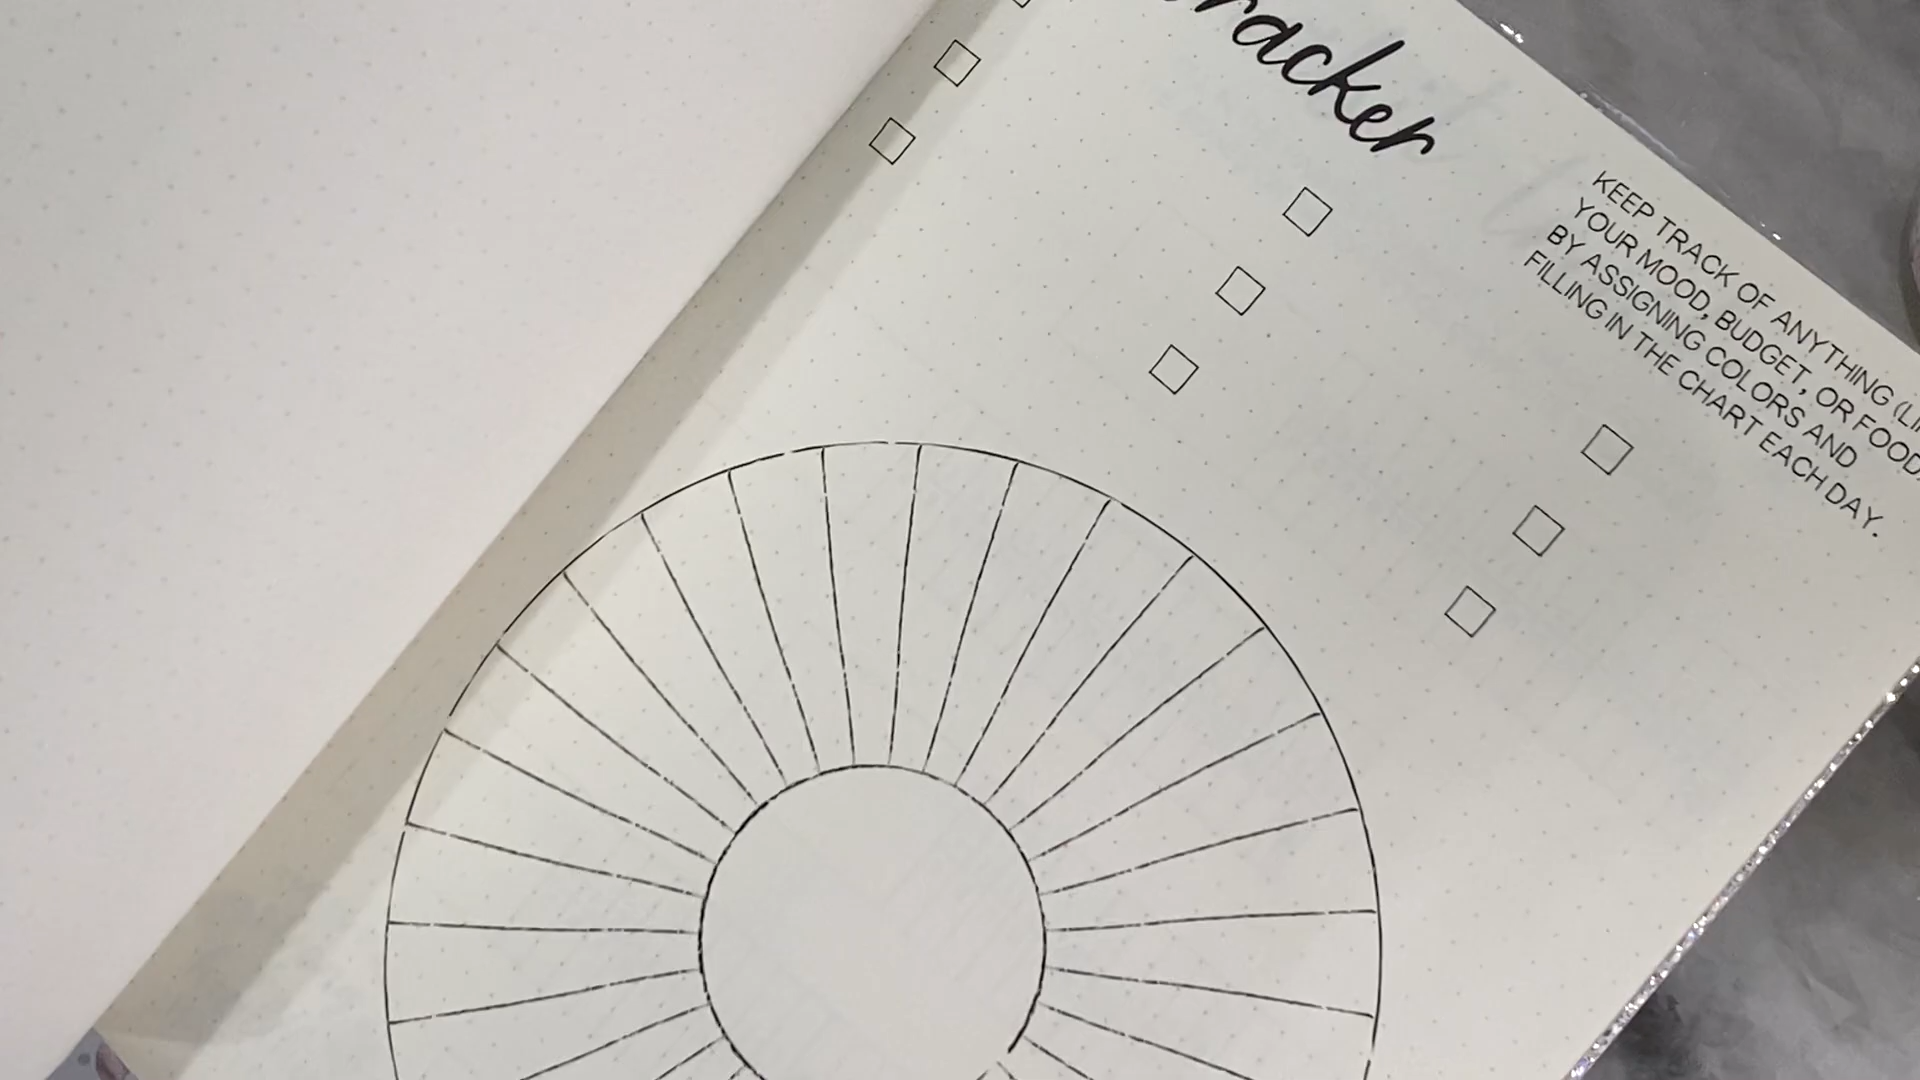 racker
KEEP TRACK OF ANYTHING (LI
YOUR MOOD, BUDGET, OR FOOD
BY ASSIGNING COLORS AND
FILLING IN THE CHART EACH DAY.